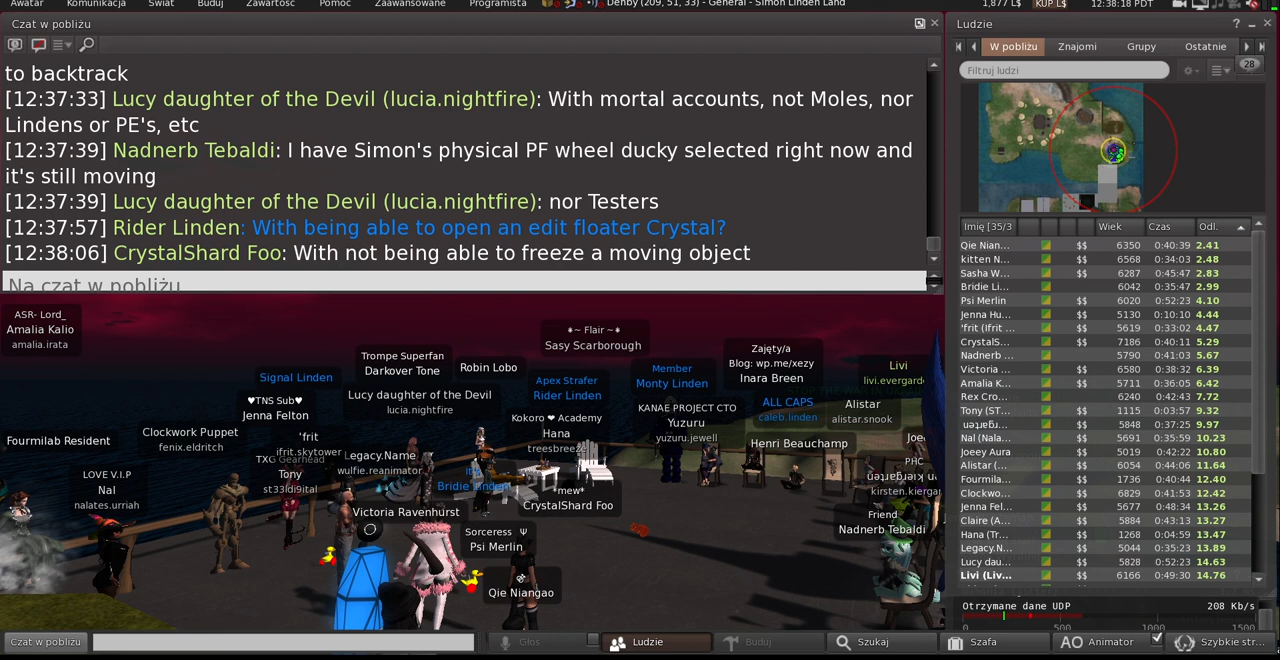 Awatar Komunikacja Świat Buduj Zawartość Pomoc Zaawansowane Programista Denby (209, 51, 33) - General - Simon Linden Land 1,877 L$ KUP L$ 12:38:18 PDT
Czat w pobliżu
to backtrack
[12:37:33] Lucy daughter of the Devil (lucia.nightfire): With mortal accounts, not Moles, nor
Lindens or PE's, etc
[12:37:39] Nadnerb Tebaldi: I have Simon's physical PF wheel ducky selected right now and
it's still moving
[12:37:39] Lucy daughter of the Devil (lucia.nightfire): nor Testers
[12:37:57] Rider Linden: With being able to open an edit floater Crystal?
[12:38:06] CrystalShard Foo: With not being able to freeze a moving object
Na czat w pobliżu
ASR- Lord_
Amalia Kalio
amalia.irata
Signal Linden
Trompe Superfan
Darkover Tone
Robin Lobo
⁕~ Flair ~⁕
Sasy Scarborough
Apex Strafer
Rider Linden
Member
Monty Linden
Zajęty/a
Blog: wp.me/xezy
Inara Breen
Livi
livi.evergarde
♥TNS Sub♥
Jenna Felton
Lucy daughter of the Devil
lucia.nightfire
Kokoro ❤ Academy
Hana
treesbreeze
KANAE PROJECT CTO
Yuzuru
yuzuru.jewell
ALL CAPS
caleb.linden
Alistar
alistar.snook
Fourmilab Resident
Clockwork Puppet
fenix.eldritch
'frit
ifrit.skytower
Legacy.Name
wulfie.reanimator
Henri Beauchamp
Joe
LOVE V.I.P
Nal
nalates.urriah
TXG Gearhead
Tony
st33ldi9ital
Bridie Linden
*mew*
CrystalShard Foo
PHC
kirsten.kiergar
Victoria Ravenhurst
Sorceress Ψ
Psi Merlin
Friend
Nadnerb Tebaldi
Qie Niangao
Czat w pobliżu
Głos
Ludzie
Buduj
Szukaj
Szafa
AO Animator
Szybkie str...
Ludzie
? _ ×
W pobliżu Znajomi Grupy Ostatnie
Filtruj ludzi
28
Imię [35/3 Wiek Czas Odl.
Qie Nian... $$ 6350 0:40:39 2.41
kitten N... $$ 6568 0:34:03 2.48
Sasha W... $$ 6287 0:45:47 2.83
Bridie Li... 6042 0:35:47 2.99
Psi Merlin $$ 6020 0:52:23 4.10
Jenna Hu... $$ 5130 0:10:10 4.44
'frit (Ifrit ... $$ 5619 0:33:02 4.47
CrystalS... $$ 7186 0:40:11 5.29
Nadnerb ... 5790 0:41:03 5.67
Victoria ... $$ 6580 0:38:32 6.39
Amalia K... $$ 5711 0:36:05 6.42
Rex Cro... 6240 0:42:43 7.72
Tony (ST... $$ 1115 0:03:57 9.32
$$ 5848 0:37:25 9.97
Nal (Nala... $$ 5691 0:35:59 10.23
Joeey Aura 5019 0:42:22 10.80
Alistar (... $$ 6054 0:44:06 11.64
Fourmila... $$ 1736 0:40:44 12.40
Clockwo... $$ 6829 0:41:53 12.42
Jenna Fel... $$ 5677 0:48:34 13.26
Claire (A... $$ 5884 0:43:13 13.27
Hana (Tr... $$ 1268 0:04:59 13.47
Legacy.N... $$ 5044 0:35:23 13.89
Lucy dau... $$ 5828 0:52:23 14.63
Livi (Liv... $$ 6166 0:49:30 14.76
Otrzymane dane UDP 208 Kb/s
0 500 1000 1500